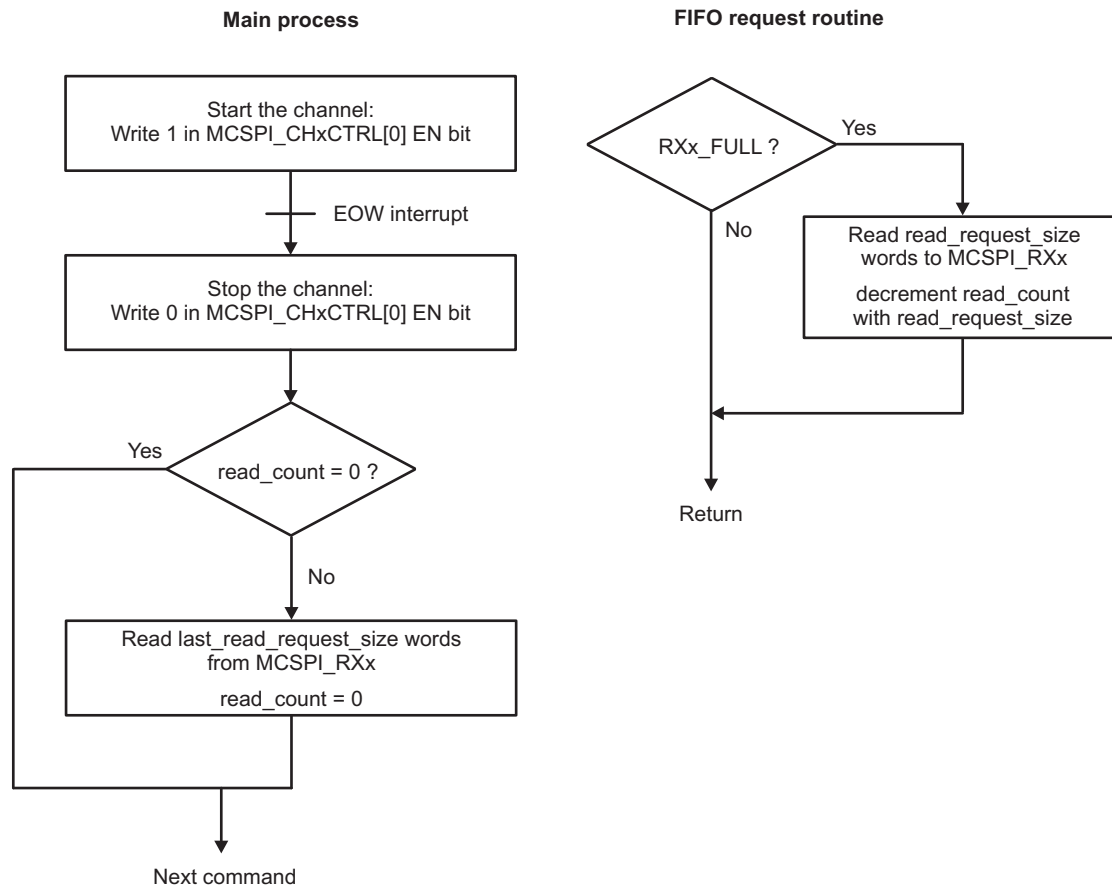 Main process
Start the channel:
Write 1 in MCSPI_CHxCTRL[0] EN bit
EOW interrupt
Stop the channel:
Write 0 in MCSPI_CHxCTRL[0] EN bit
Yes
read_count = 0 ?
No
Read last_read_request_size words
from MCSPI_RXx
read_count = 0
Next command
FIFO request routine
RXx_FULL ?
Yes
No
Read read_request_size
words to MCSPI_RXx
decrement read_count
with read_request_size
Return